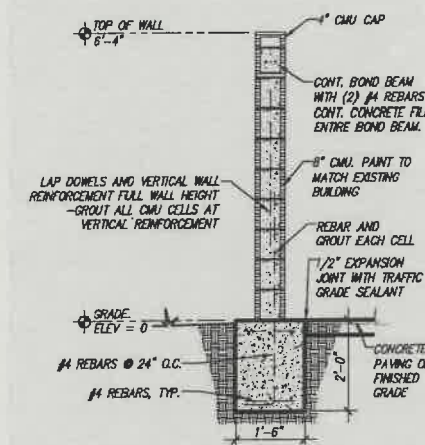 TOP OF WALL
6'-4"
4" CMU CAP
CONT. BOND BEAM
WITH (2) #4 REBARS
CONT. CONCRETE FILL
ENTIRE BOND BEAM.
8" CMU. PAINT TO
MATCH EXISTING
BUILDING
LAP DOWELS AND VERTICAL WALL
REINFORCEMENT FULL WALL HEIGHT
-GROUT ALL CMU CELLS AT
VERTICAL REINFORCEMENT
REBAR AND
GROUT EACH CELL
1/2" EXPANSION
JOINT WITH TRAFFIC
GRADE SEALANT
GRADE
ELEV = 0
#4 REBARS @ 24" O.C.
#4 REBARS, TYP.
CONCRETE
PAVING O
FINISHED
GRADE
2'-0"
1'-6"